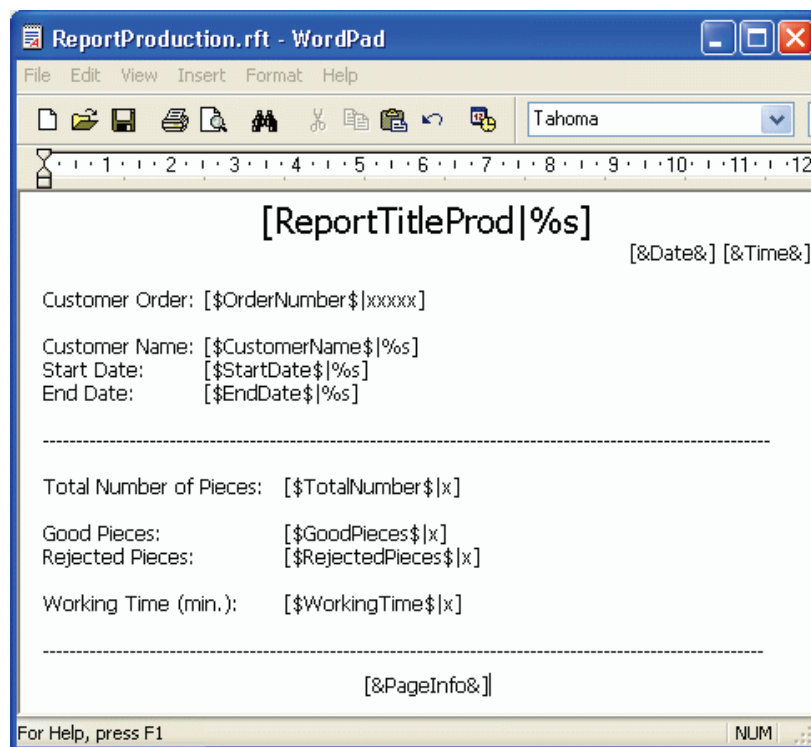 ReportProduction.rft - WordPad
File Edit View Insert Format Help
Tahoma
1 2 3 4 5 6 7 8 9 10 11 12
[ReportTitleProd|%s]
[&Date&] [&Time&]
Customer Order: [$OrderNumber$|xxxxx]
Customer Name: [$CustomerName$|%s]
Start Date: [$StartDate$|%s]
End Date: [$EndDate$|%s]
--------------------------------------------------------------------------------
Total Number of Pieces: [$TotalNumber$|x]
Good Pieces: [$GoodPieces$|x]
Rejected Pieces: [$RejectedPieces$|x]
Working Time (min.): [$WorkingTime$|x]
--------------------------------------------------------------------------------
[&PageInfo&]
For Help, press F1 NUM